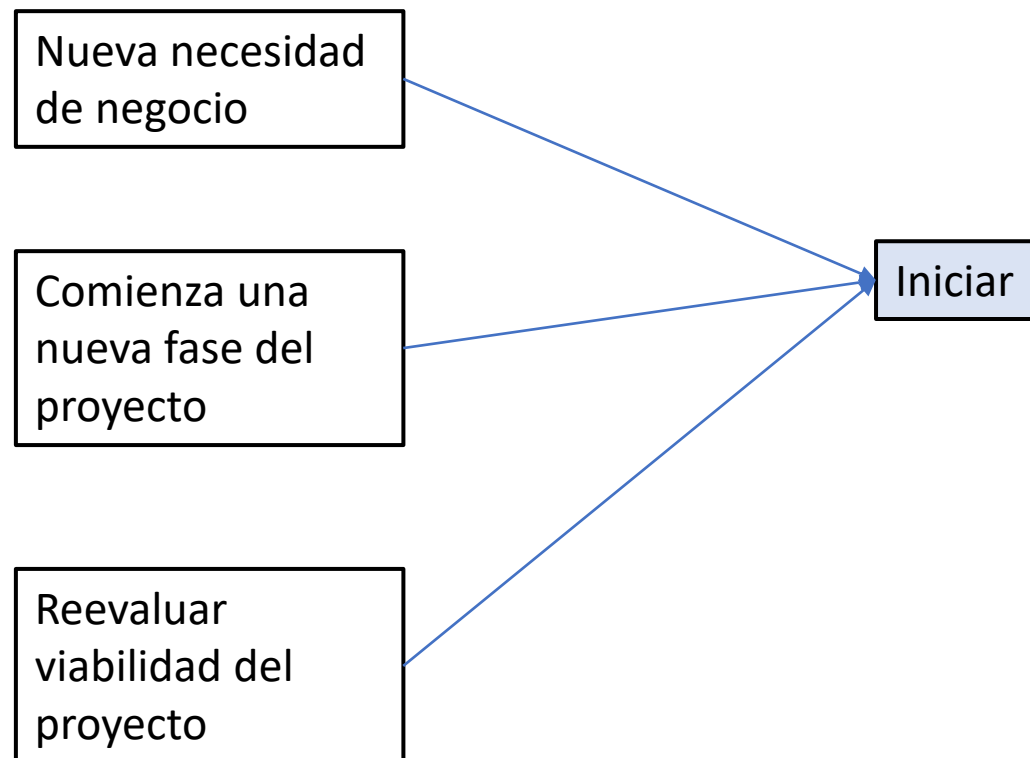 Nueva necesidad
de negocio
Comienza una
nueva fase del
proyecto
Iniciar
Reevaluar
viabilidad del
proyecto